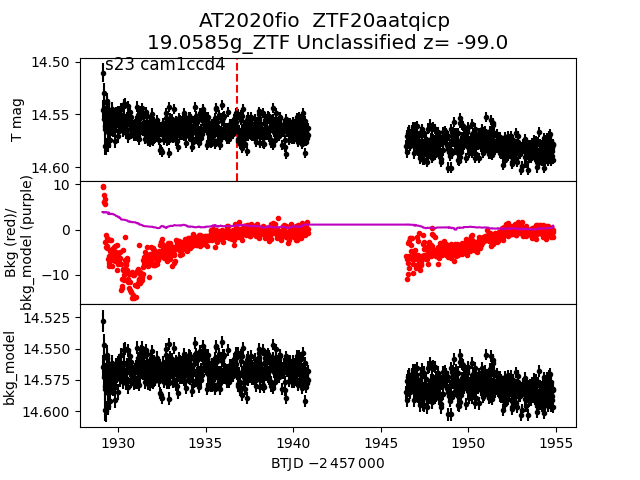 AT2020fio  ZTF20aatqicp
19.0585g_ZTF Unclassified z= -99.0
s23 cam1ccd4
T mag
14.50
14.55
14.60
Bkg (red)/
bkg_model (purple)
10
0
−10
bkg_model
14.525
14.550
14.575
14.600
1930
1935
1940
1945
1950
1955
BTJD −2 457 000